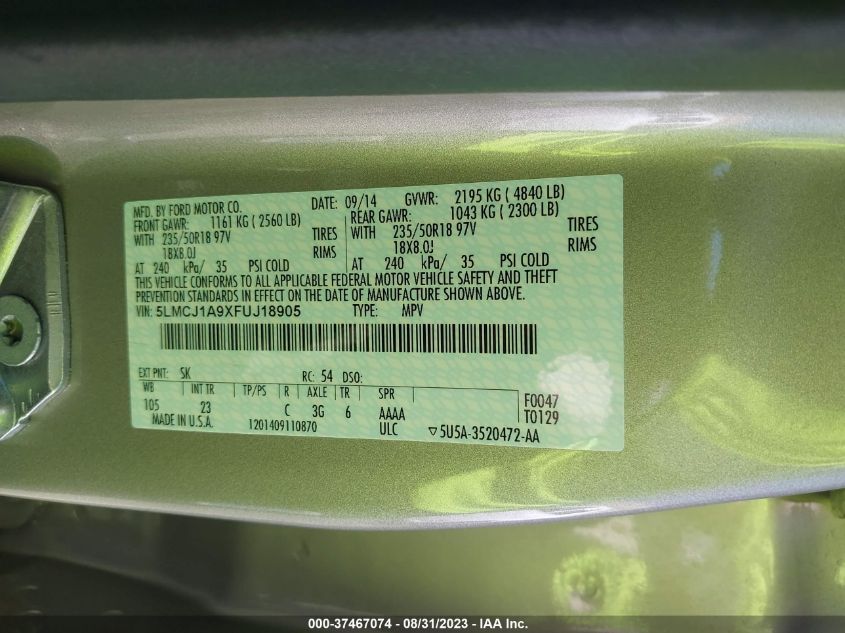 MFD. BY FORD MOTOR CO. DATE: 09/14 GVWR: 2195 KG ( 4840 LB)
FRONT GAWR: 1161 KG ( 2560 LB) REAR GAWR: 1043 KG ( 2300 LB)
WITH 235/50R18 97V TIRES WITH 235/50R18 97V TIRES
18X8.0J RIMS 18X8.0J RIMS
AT 240 kPa/ 35 PSI COLD AT 240 kPa/ 35 PSI COLD
THIS VEHICLE CONFORMS TO ALL APPLICABLE FEDERAL MOTOR VEHICLE SAFETY AND THEFT
PREVENTION STANDARDS IN EFFECT ON THE DATE OF MANUFACTURE SHOWN ABOVE.
VIN: 5LMCJ1A9XFUJ18905 TYPE: MPV
EXT PNT: SK RC: 54 DSO:
WB INT TR TP/PS R AXLE TR SPR
105 23 C 3G 6 AAAA F0047
MADE IN U.S.A. 1201409110870 ULC T0129
▽5U5A-3520472-AA
000-37467074 - 08/31/2023 - IAA Inc.